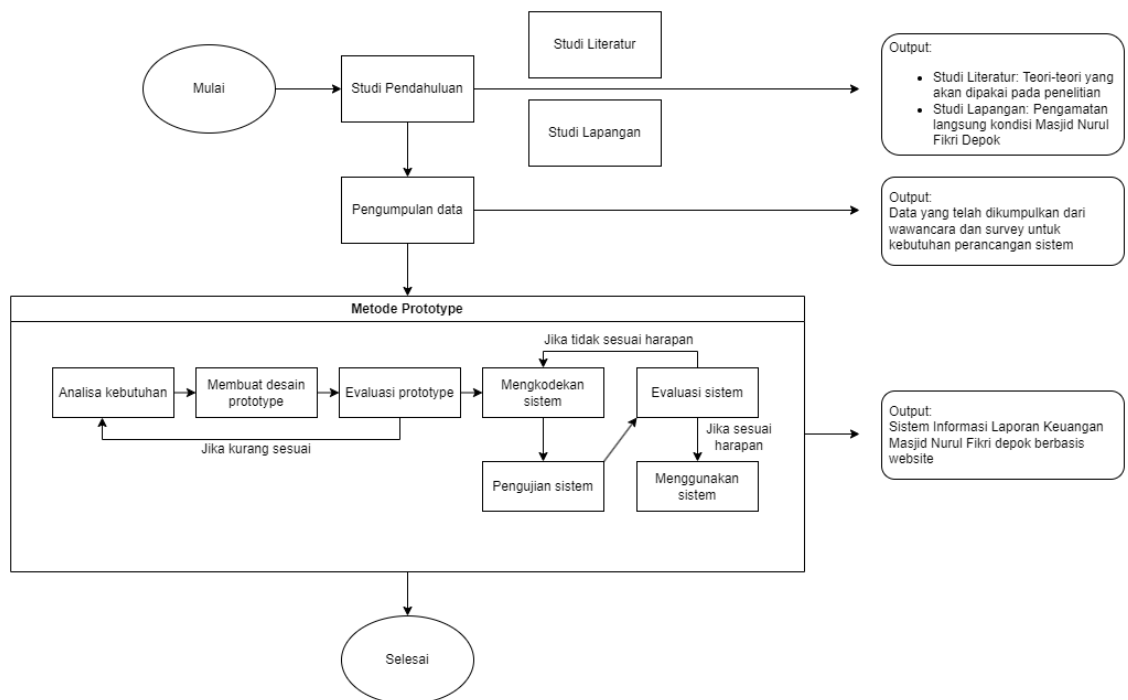 Mulai
Studi Pendahuluan
Studi Literatur
Studi Lapangan
Output:
• Studi Literatur: Teori-teori yang
akan dipakai pada penelitian
• Studi Lapangan: Pengamatan
langsung kondisi Masjid Nurul
Fikri Depok
Pengumpulan data
Output:
Data yang telah dikumpulkan dari
wawancara dan survey untuk
kebutuhan perancangan sistem
Metode Prototype
Analisa kebutuhan
Membuat desain
prototype
Evaluasi prototype
Jika kurang sesuai
Mengkodekan
sistem
Jika tidak sesuai harapan
Evaluasi sistem
Jika sesuai
harapan
Pengujian sistem
Menggunakan
sistem
Output:
Sistem Informasi Laporan Keuangan
Masjid Nurul Fikri depok berbasis
website
Selesai